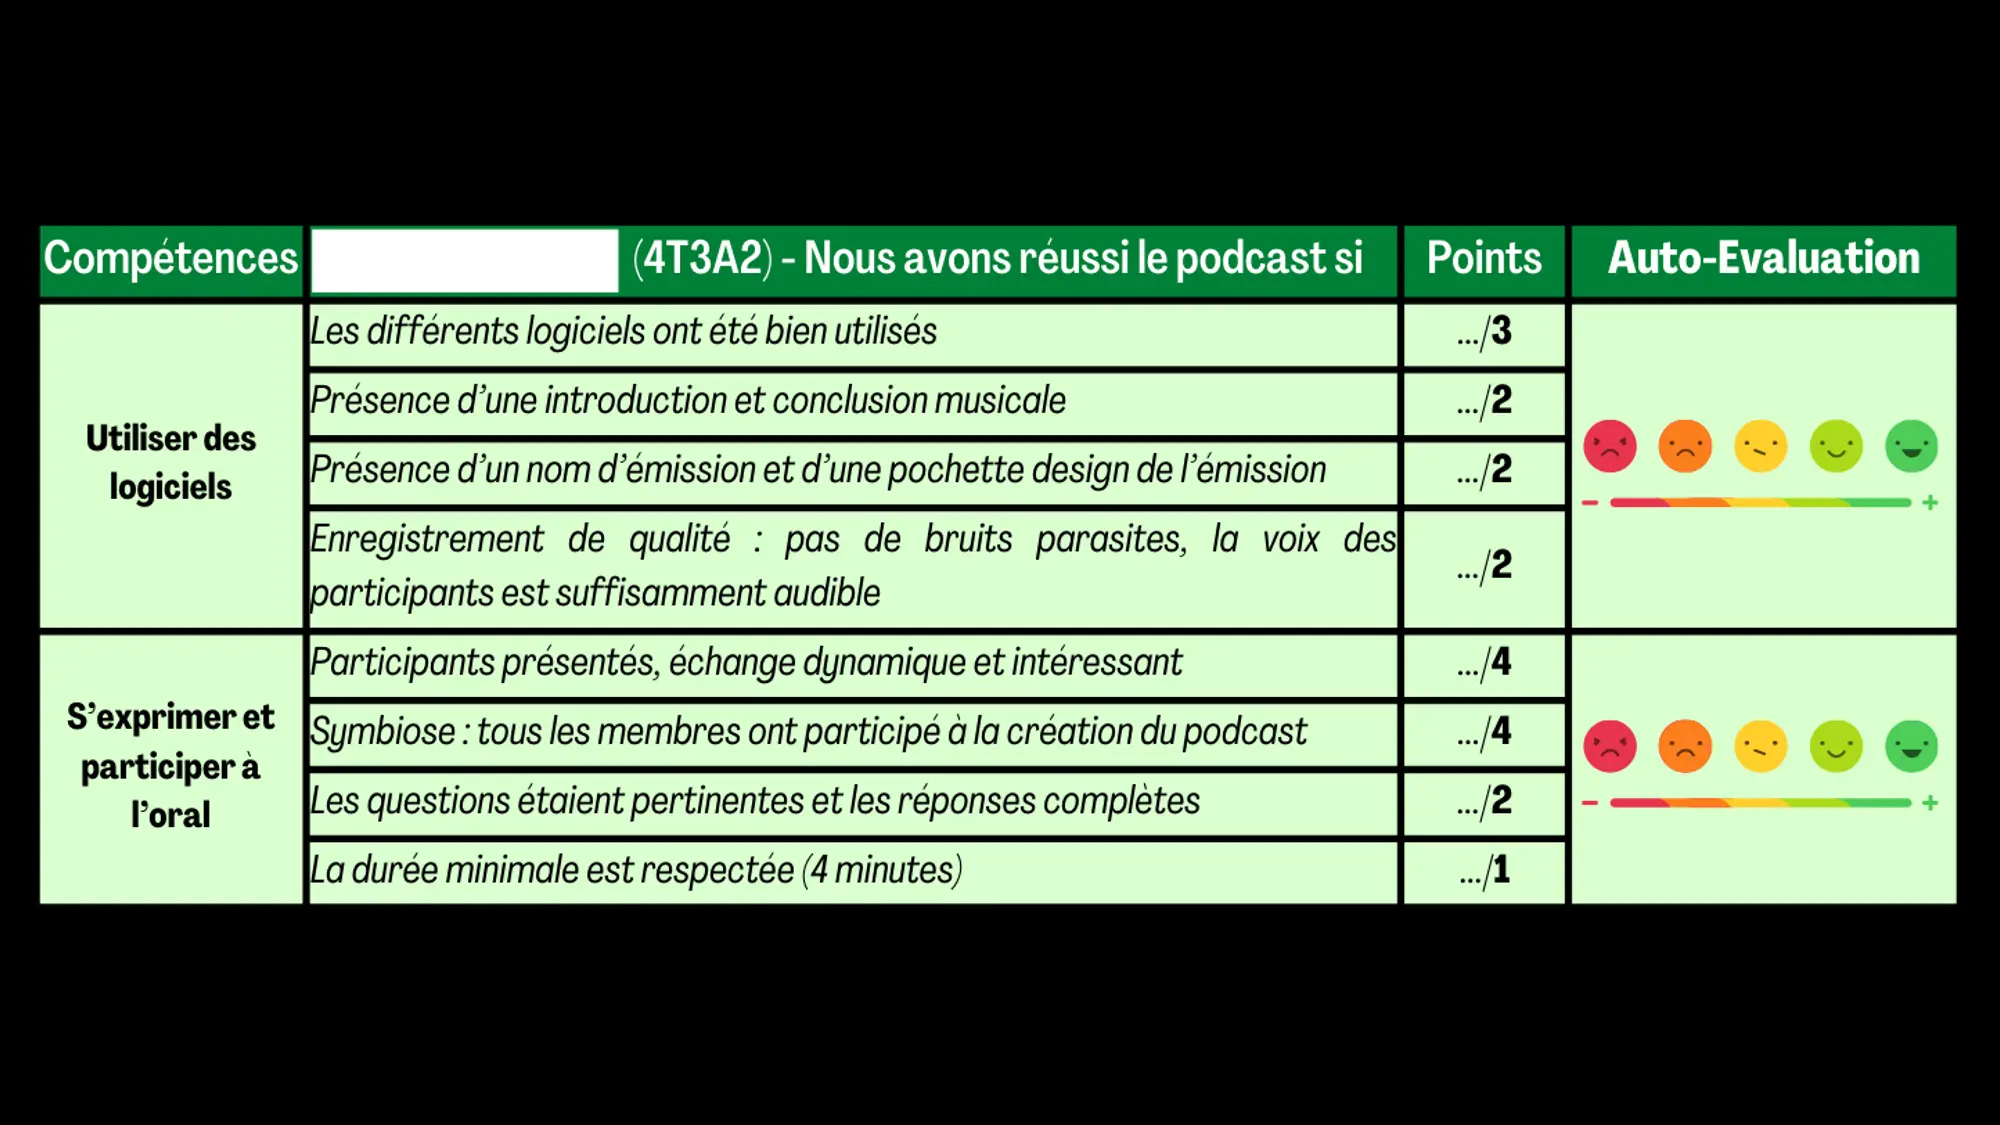 Compétences
(4T3A2) - Nous avons réussi le podcast si
Points
Auto-Evaluation
Utiliser des
logiciels
Les différents logiciels ont été bien utilisés
.../3
Présence d’une introduction et conclusion musicale
.../2
Présence d’un nom d’émission et d’une pochette design de l’émission
.../2
Enregistrement de qualité : pas de bruits parasites, la voix des
participants est suffisamment audible
.../2
- +
S’exprimer et
participer à
l’oral
Participants présentés, échange dynamique et intéressant
.../4
Symbiose : tous les membres ont participé à la création du podcast
.../4
Les questions étaient pertinentes et les réponses complètes
.../2
La durée minimale est respectée (4 minutes)
.../1
- +